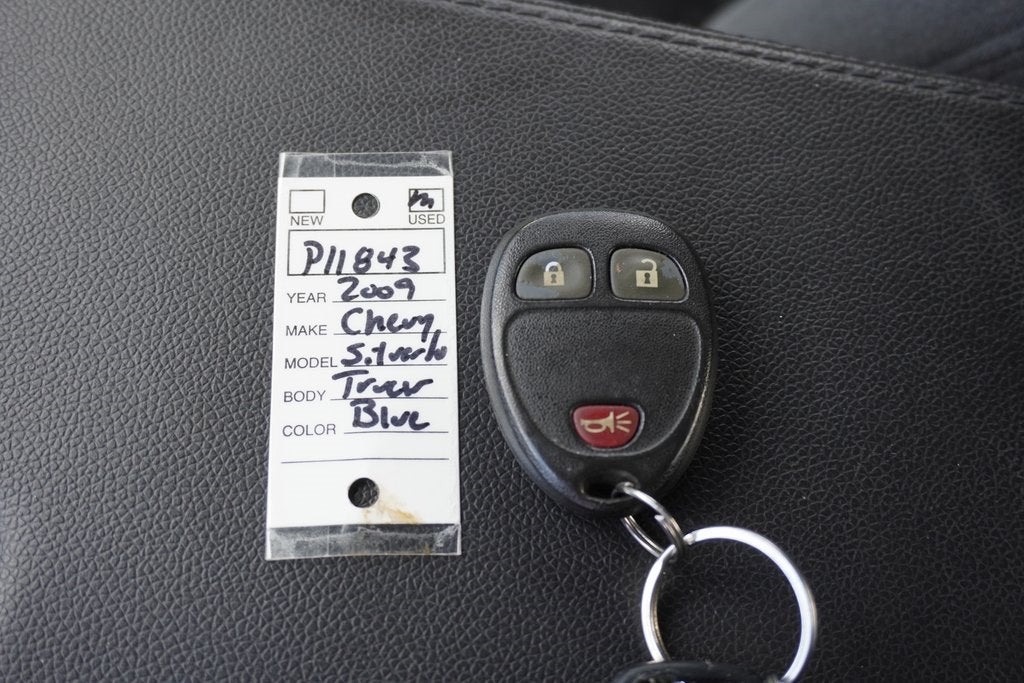 NEW USED
P11843
YEAR 2009
MAKE Chevy
MODEL Silverado
BODY Truck
COLOR Blue